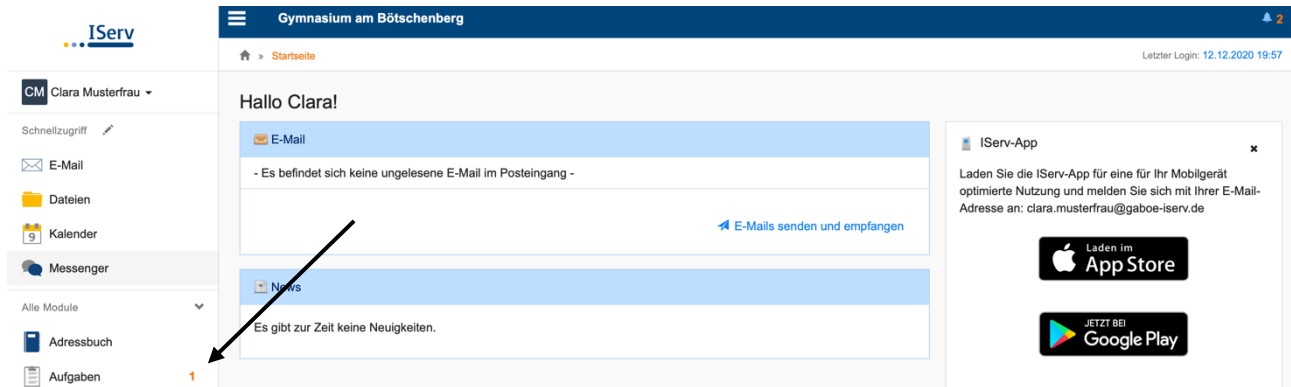 IServ
Gymnasium am Bötschenberg
2
» Startseite
Letzter Login: 12.12.2020 19:57
CM Clara Musterfrau
Schnellzugriff
E-Mail
Dateien
9 Kalender
Messenger
Alle Module
Adressbuch
Aufgaben 1
Hallo Clara!
E-Mail
- Es befindet sich keine ungelesene E-Mail im Posteingang -
E-Mails senden und empfangen
News
Es gibt zur Zeit keine Neuigkeiten.
IServ-App
Laden Sie die IServ-App für eine für Ihr Mobilgerät
optimierte Nutzung und melden Sie sich mit Ihrer E-Mail-
Adresse an: clara.musterfrau@gaboe-iserv.de
Laden im
App Store
JETZT BEI
Google Play